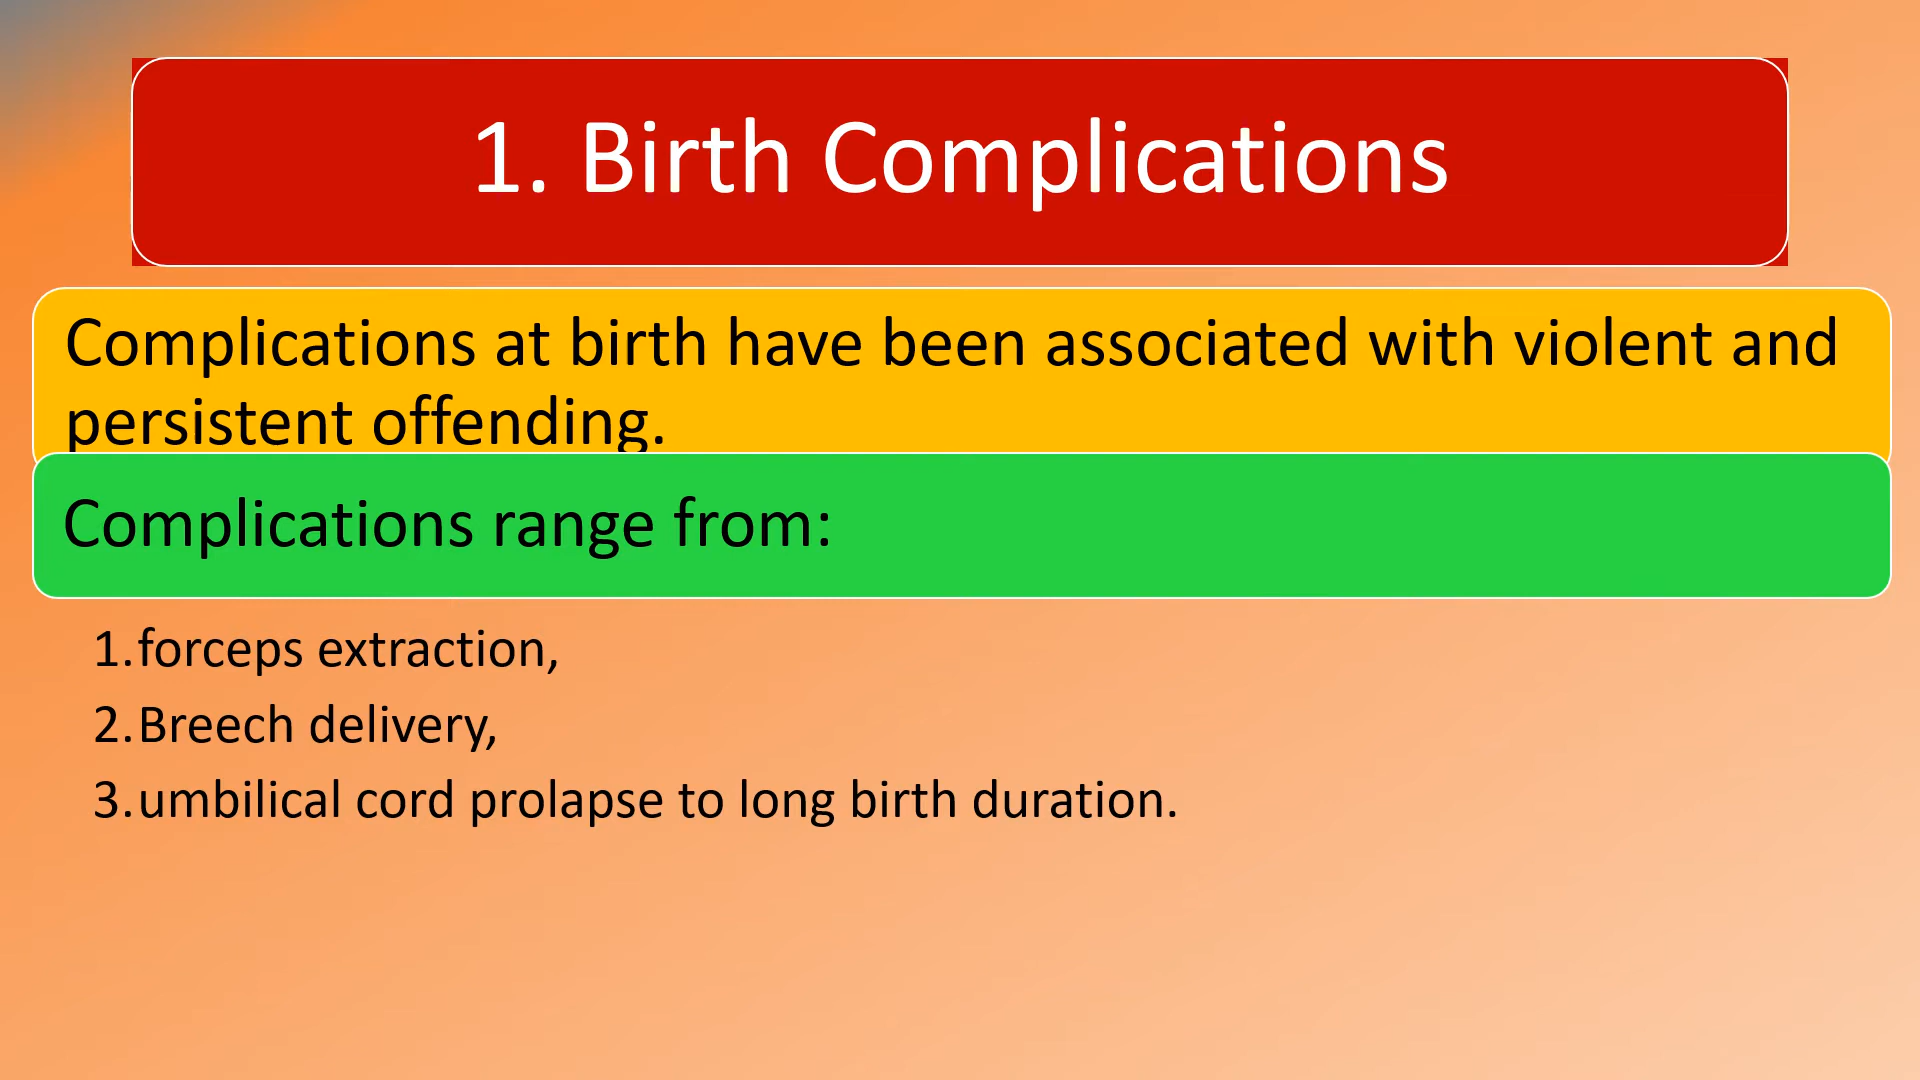 1. Birth Complications
Complications at birth have been associated with violent and
persistent offending.
Complications range from:
1.forceps extraction,
2.Breech delivery,
3.umbilical cord prolapse to long birth duration.